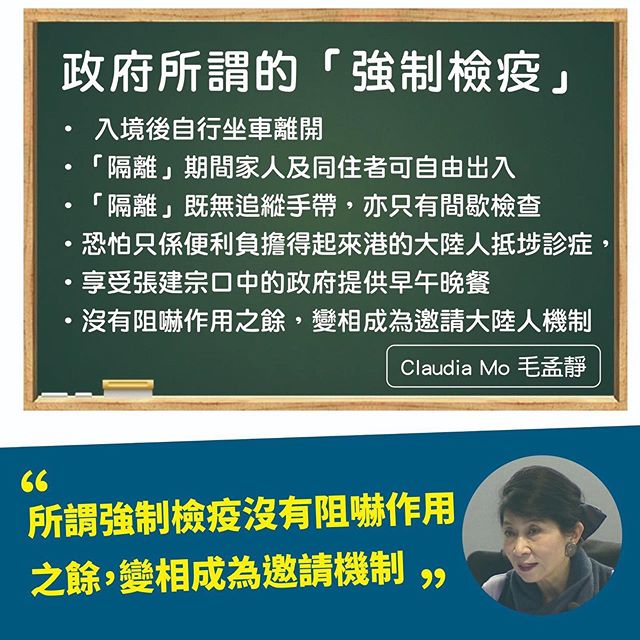 政府所謂的「強制檢疫」
• 入境後自行坐車離開
•「隔離」期間家人及同住者可自由出入
•「隔離」既無追縱手帶，亦只有間歇檢查
•恐怕只係便利負擔得起來港的大陸人抵埗診症，
•享受張建宗口中的政府提供早午晚餐
•沒有阻嚇作用之餘，變相成為邀請大陸人機制
Claudia Mo 毛孟靜
“所謂強制檢疫沒有阻嚇作用
之餘，變相成為邀請機制”